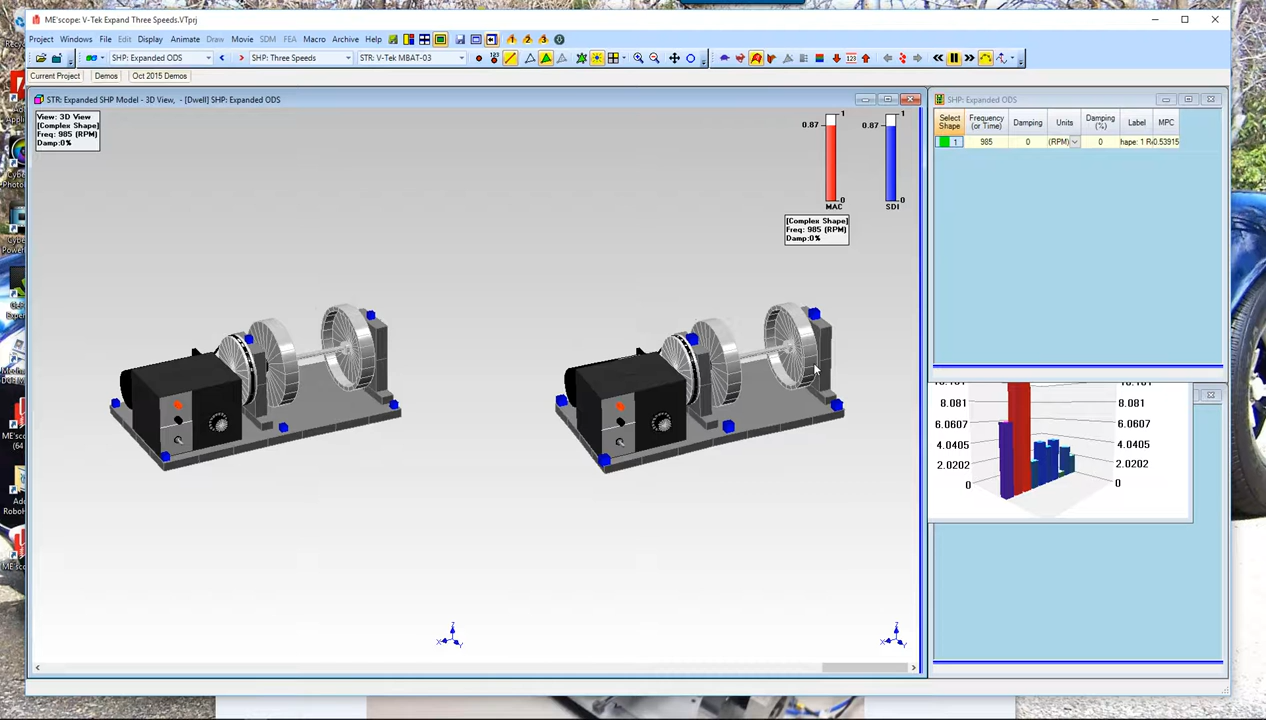 ME'scope: V-Tek Expand Three Speeds.VTprj
Project Windows File Edit Display Animate Draw Movie SDM FEA Macro Archive Help
SHP: Expanded ODS SHP: Three Speeds STR: V-Tek MBAT-03
Current Project Demos Oct 2015 Demos
STR: Expanded SHP Model - 3D View, - [Dwell] SHP: Expanded ODS
View: 3D View
[Complex Shape]
Freq: 985 (RPM)
Damp:0%
1 1
0.87 0.87
0 0
MAC SDI
[Complex Shape]
Freq: 985 (RPM)
Damp:0%
X Z Y
X Z Y
SHP: Expanded ODS
Select Shape Frequency (or Time) Damping Units Damping (%) Label MPC
1 985 0 (RPM) 0 hape: 1 R 0.53915
8.081 8.081
6.0607 6.0607
4.0405 4.0405
2.0202 2.0202
0 0